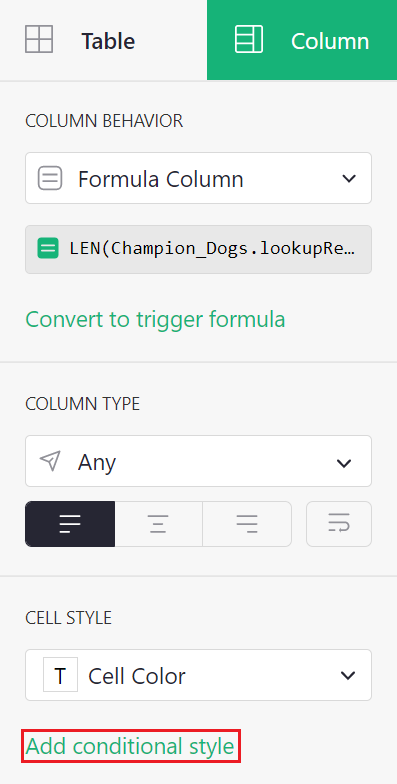 Table Column
COLUMN BEHAVIOR
Formula Column
LEN(Champion_Dogs.lookupRe…
Convert to trigger formula
COLUMN TYPE
Any
CELL STYLE
T Cell Color
Add conditional style